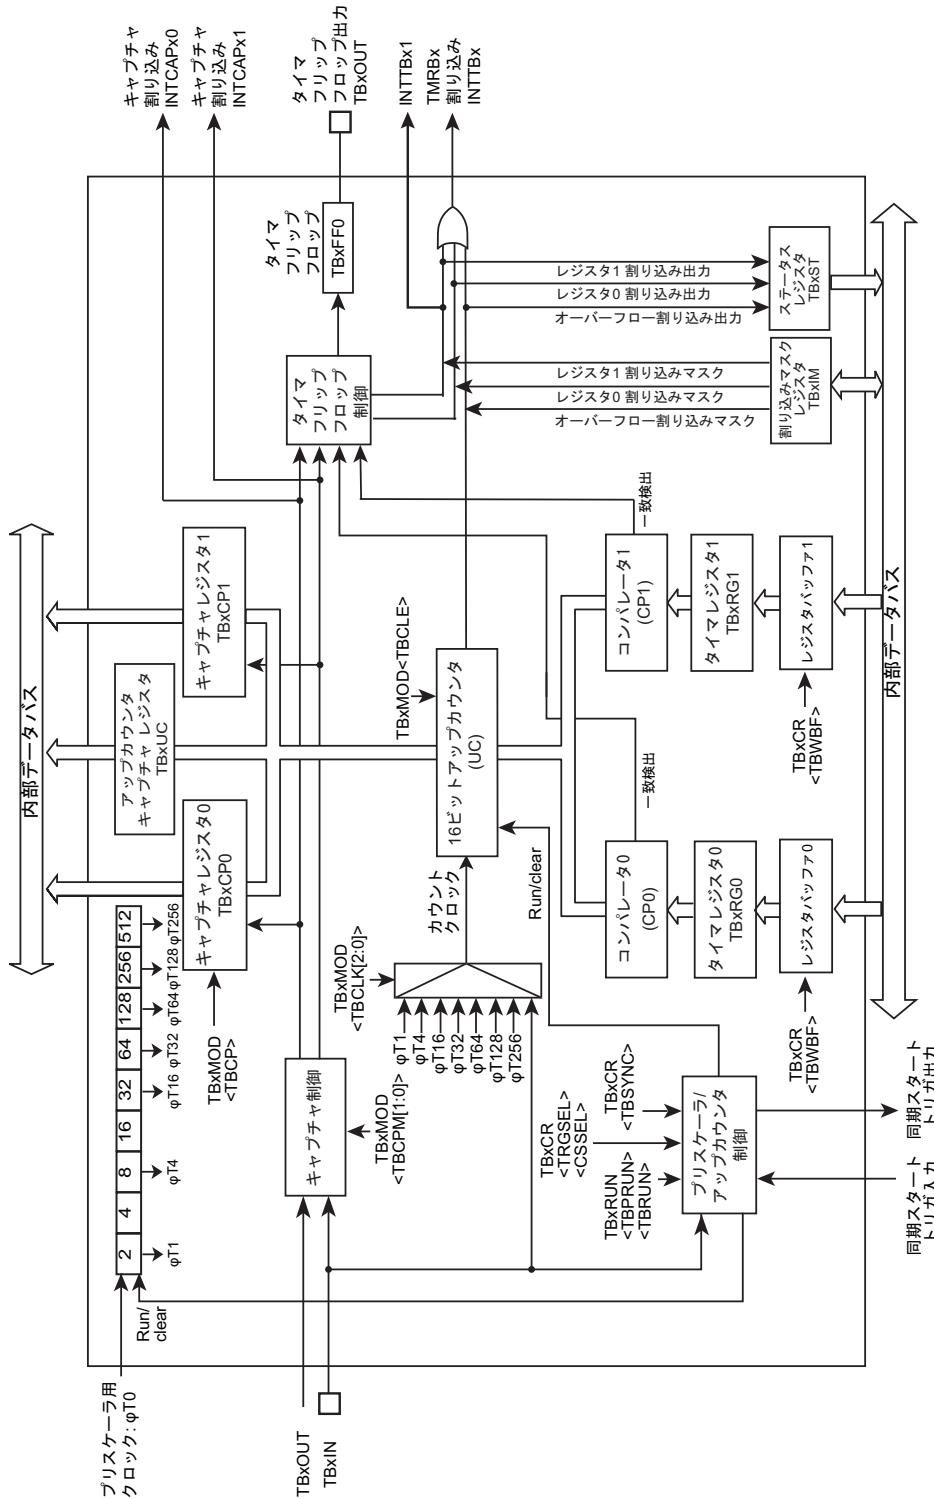 プリスケーラ用
クロック: φT0
Run/
clear
2
4
8
16
32
64
128
256
512
φT1
φT4
φT16
φT32
φT64
φT128
φT256
内部データバス
TBxMOD
<TBCP>
キャプチャレジスタ0
TBxCP0
アップカウンタ
キャプチャ レジスタ
TBxUC
キャプチャレジスタ1
TBxCP1
キャプチャ
割り込み
INTCAPx0
キャプチャ
割り込み
INTCAPx1
TBxOUT
TBxIN
キャプチャ制御
TBxMOD
<TBCPM[1:0]>
TBxMOD
<TBCLK[2:0]>
φT1
φT4
φT16
φT32
φT64
φT128
φT256
カウント
クロック
Run/clear
16ビットアップカウンタ
(UC)
TBxMOD<TBCLE>
タイマ
フリップ
フロップ
制御
タイマ
フリップ
フロップ
TBxFF0
タイマ
フリップ
フロップ出力
TBxOUT
INTTBx1
TMRBx
割り込み
INTTBx
レジスタ1 割り込み出力
レジスタ0 割り込み出力
オーバーフロー割り込み出力
レジスタ1 割り込みマスク
レジスタ0 割り込みマスク
オーバーフロー割り込みマスク
ステータス
レジスタ
TBxST
割り込みマスク
レジスタ
TBxIM
TBxRUN
<TBPRUN>
<TBRUN>
TBxCR
<TRGSEL>
<CSSEL>
TBxCR
<TBSYNC>
プリスケーラ/
アップカウンタ
制御
一致検出
コンパレータ0
(CP0)
タイマレジスタ0
TBxRG0
レジスタバッファ0
TBxCR
<TBWBF>
一致検出
コンパレータ1
(CP1)
タイマレジスタ1
TBxRG1
レジスタバッファ1
TBxCR
<TBWBF>
内部データバス
同期スタート
トリガ入力
同期スタート
トリガ出力